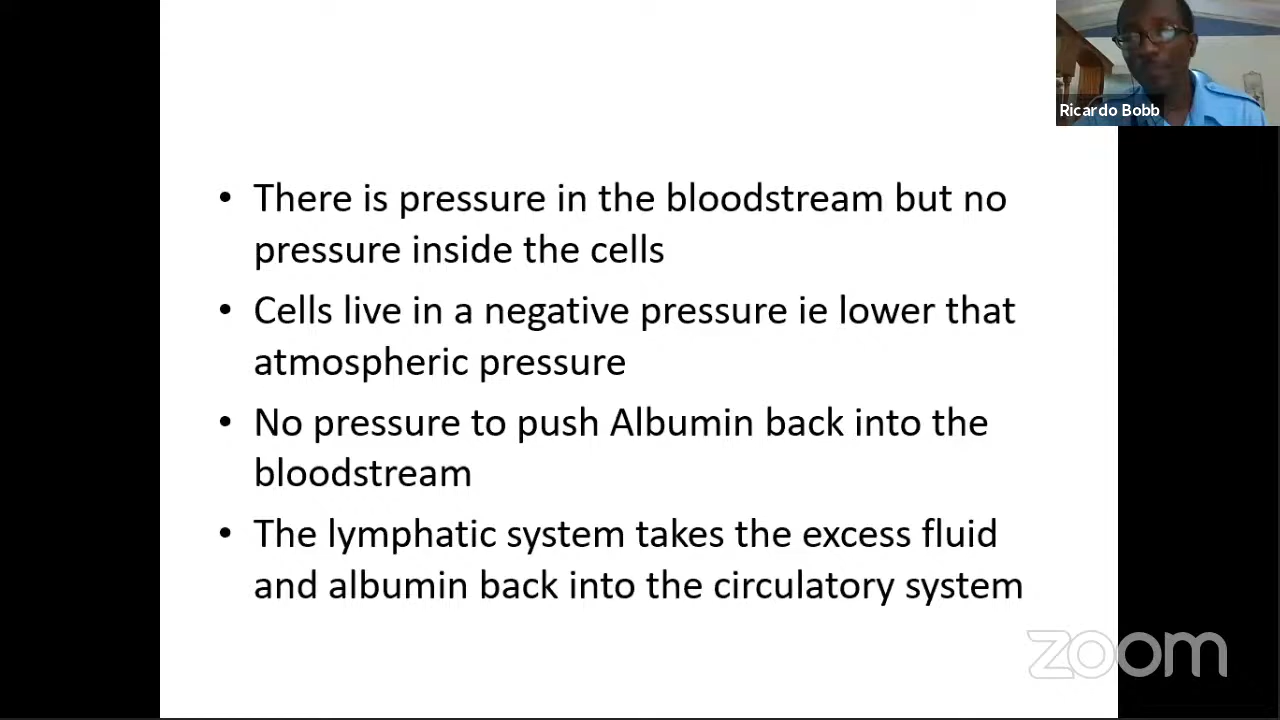 Ricardo Bobb
• There is pressure in the bloodstream but no
pressure inside the cells
• Cells live in a negative pressure ie lower that
atmospheric pressure
• No pressure to push Albumin back into the
bloodstream
• The lymphatic system takes the excess fluid
and albumin back into the circulatory system
zoom